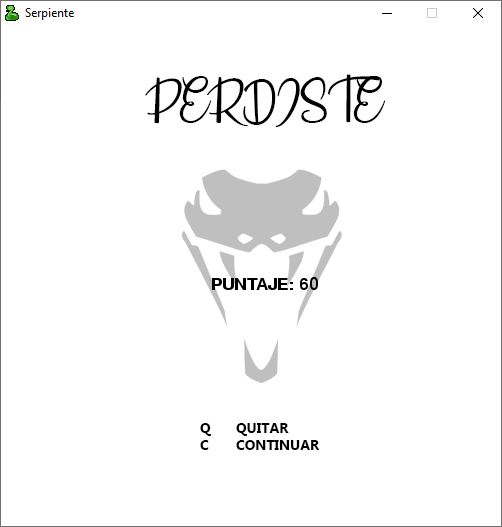 Serpiente
PERDISTE
PUNTAJE: 60
Q QUITAR
C CONTINUAR